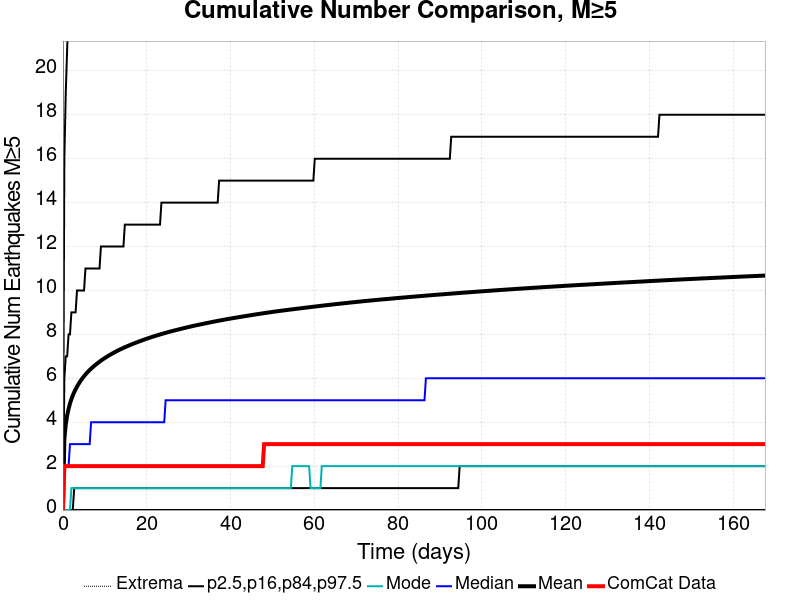 Cumulative Number Comparison, M≥5
Cumulative Num Earthquakes M≥5
20
18
16
14
12
10
8
6
4
2
0
0 20 40 60 80 100 120 140 160
Time (days)
Extrema p2.5,p16,p84,p97.5 Mode Median Mean ComCat Data